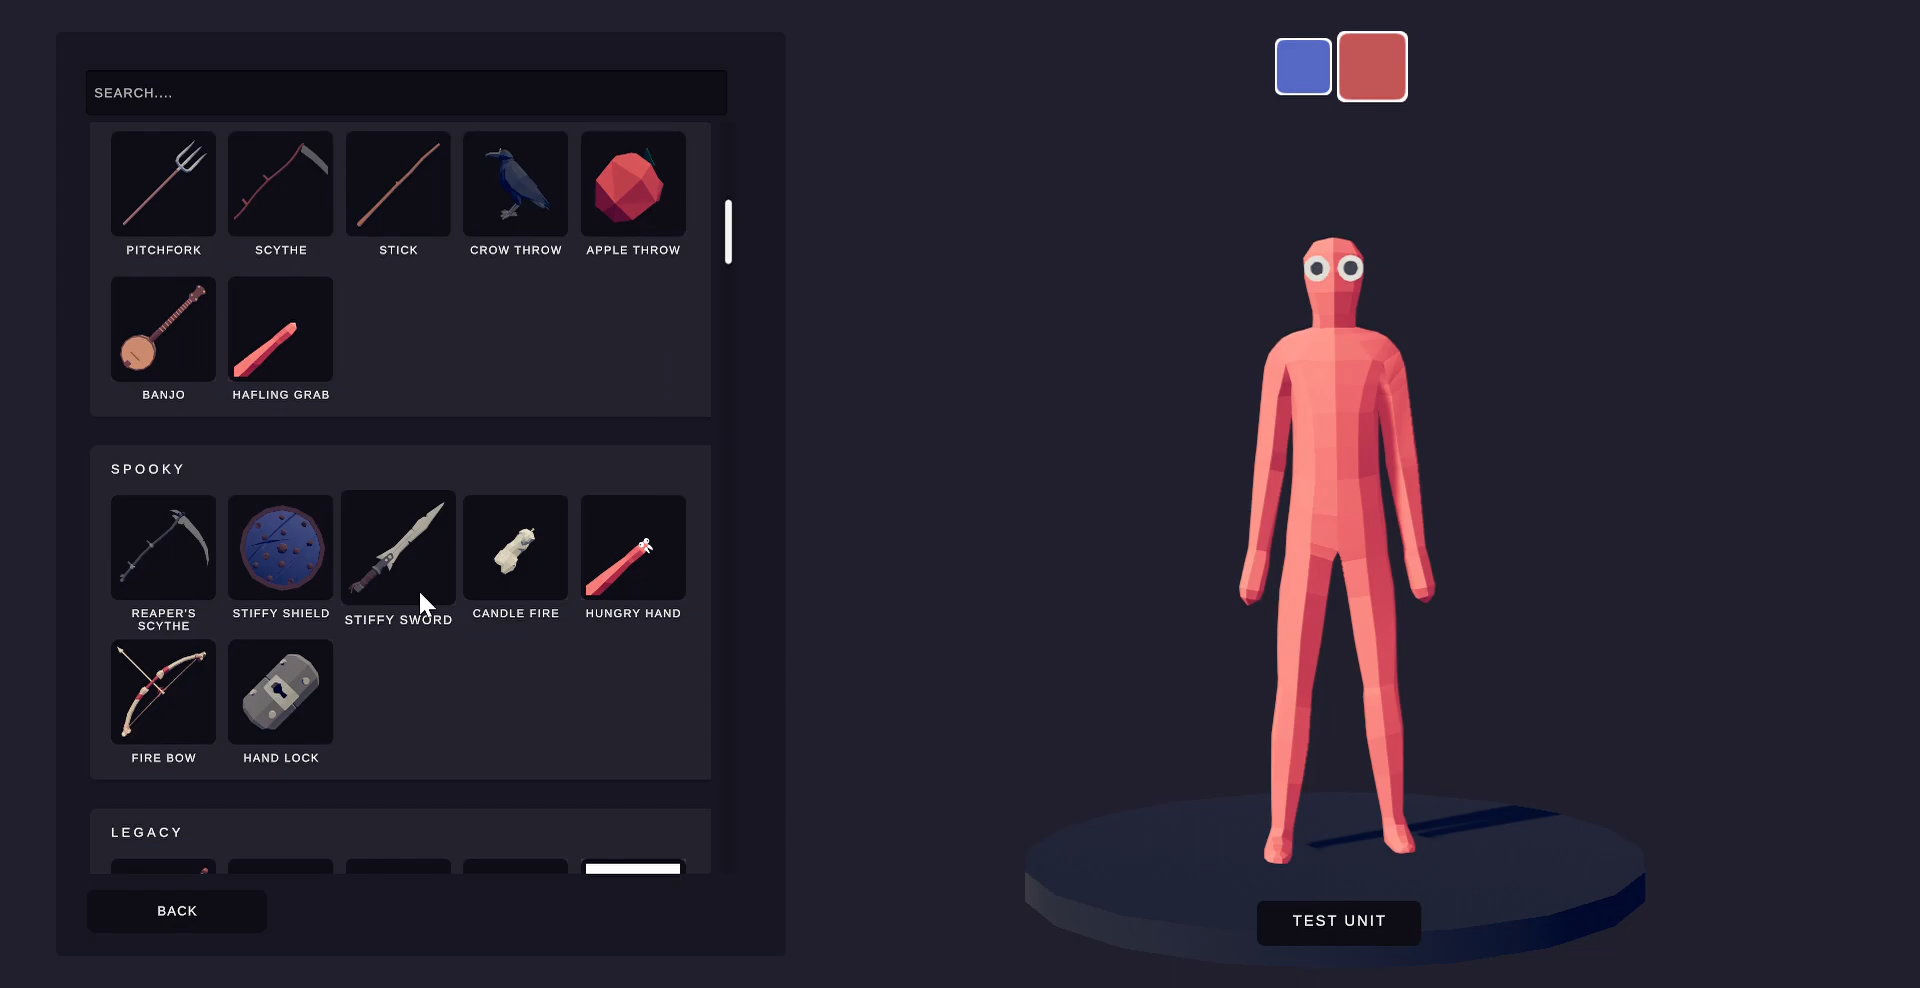 SEARCH....
PITCHFORK
SCYTHE
STICK
CROW THROW
APPLE THROW
BANJO
HAFLING GRAB
SPOOKY
REAPER'S
SCYTHE
STIFFY SHIELD
STIFFY SWORD
CANDLE FIRE
HUNGRY HAND
FIRE BOW
HAND LOCK
LEGACY
BACK
TEST UNIT